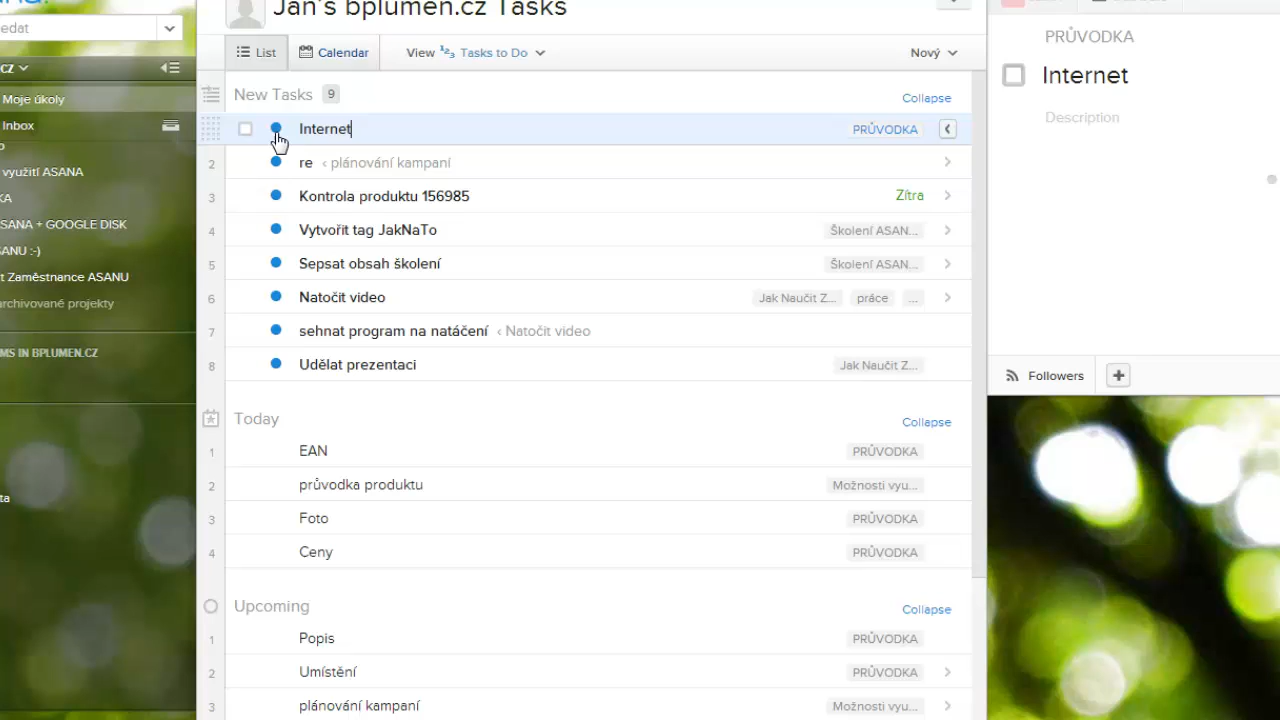 Jan's bplumen.cz Tasks
edat
CZ
Moje úkoly
Inbox
o
využití ASANA
KA
ASANA + GOOGLE DISK
ANU :-)
t Zaměstnance ASANU
rchivované projekty
MS IN BPLUMEN.CZ
ta
List
Calendar
View Tasks to Do
Nový
New Tasks 9
Collapse
Internet PRŮVODKA
2 re ‹ plánování kampaní
3 Kontrola produktu 156985 Zítra
4 Vytvořit tag JakNaTo Školení ASAN...
5 Sepsat obsah školení Školení ASAN...
6 Natočit video Jak Naučit Z... práce ...
7 sehnat program na natáčení ‹ Natočit video
8 Udělat prezentaci Jak Naučit Z...
Today
Collapse
1 EAN PRŮVODKA
2 průvodka produktu Možnosti vyu...
3 Foto PRŮVODKA
4 Ceny PRŮVODKA
Upcoming
Collapse
1 Popis PRŮVODKA
2 Umístění PRŮVODKA
3 plánování kampaní Možnosti vyu...
PRŮVODKA
Internet
Description
Followers +